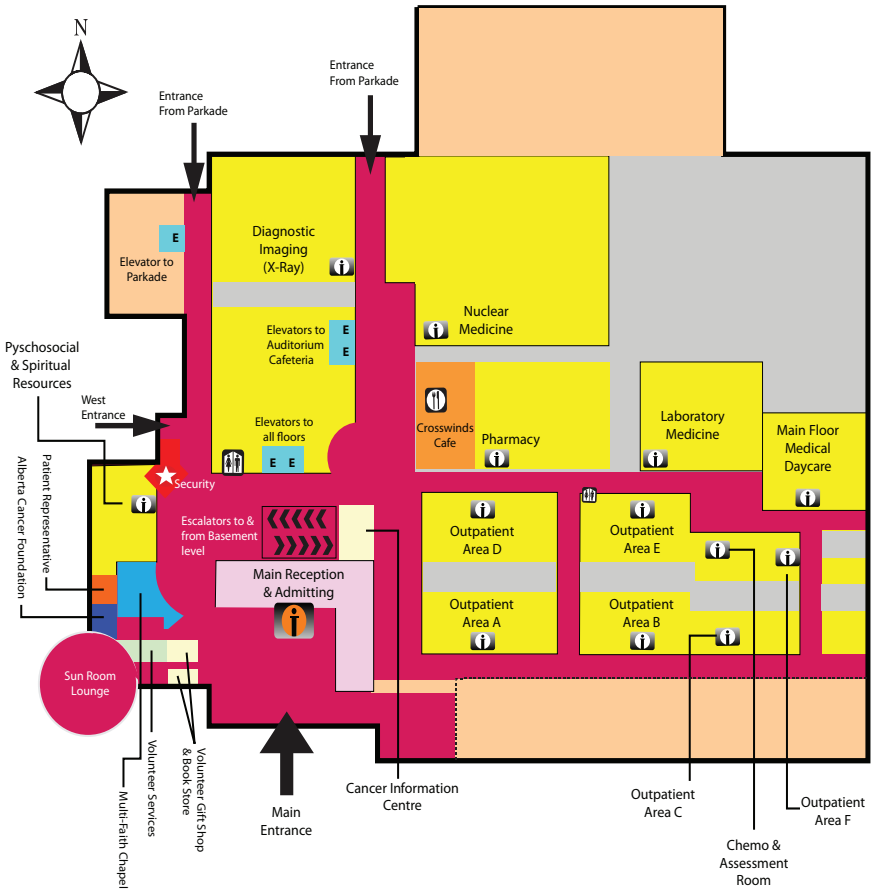 N
Entrance
From Parkade
Entrance
From Parkade
E
Elevator to
Parkade
Diagnostic
Imaging
(X-Ray)
i
Elevators to
Auditorium
Cafeteria
E
E
Nuclear
Medicine
i
Pyschosocial
& Spiritual
Resources
West
Entrance
Elevators to
all floors
E E
Crosswinds
Cafe
Pharmacy
i
Laboratory
Medicine
i
Main Floor
Medical
Daycare
i
Security
i
Alberta Cancer Foundation
Patient Representative
Escalators to &
from Basement
level
Main Reception
& Admitting
i
i
Outpatient
Area D
i
Outpatient
Area E
i
i
Outpatient
Area A
i
Outpatient
Area B
i
i
Sun Room
Lounge
Multi-Faith Chapel
Volunteer Services
Volunteer Gift Shop
& Book Store
Main
Entrance
Cancer Information
Centre
Outpatient
Area C
Chemo &
Assessment
Room
Outpatient
Area F